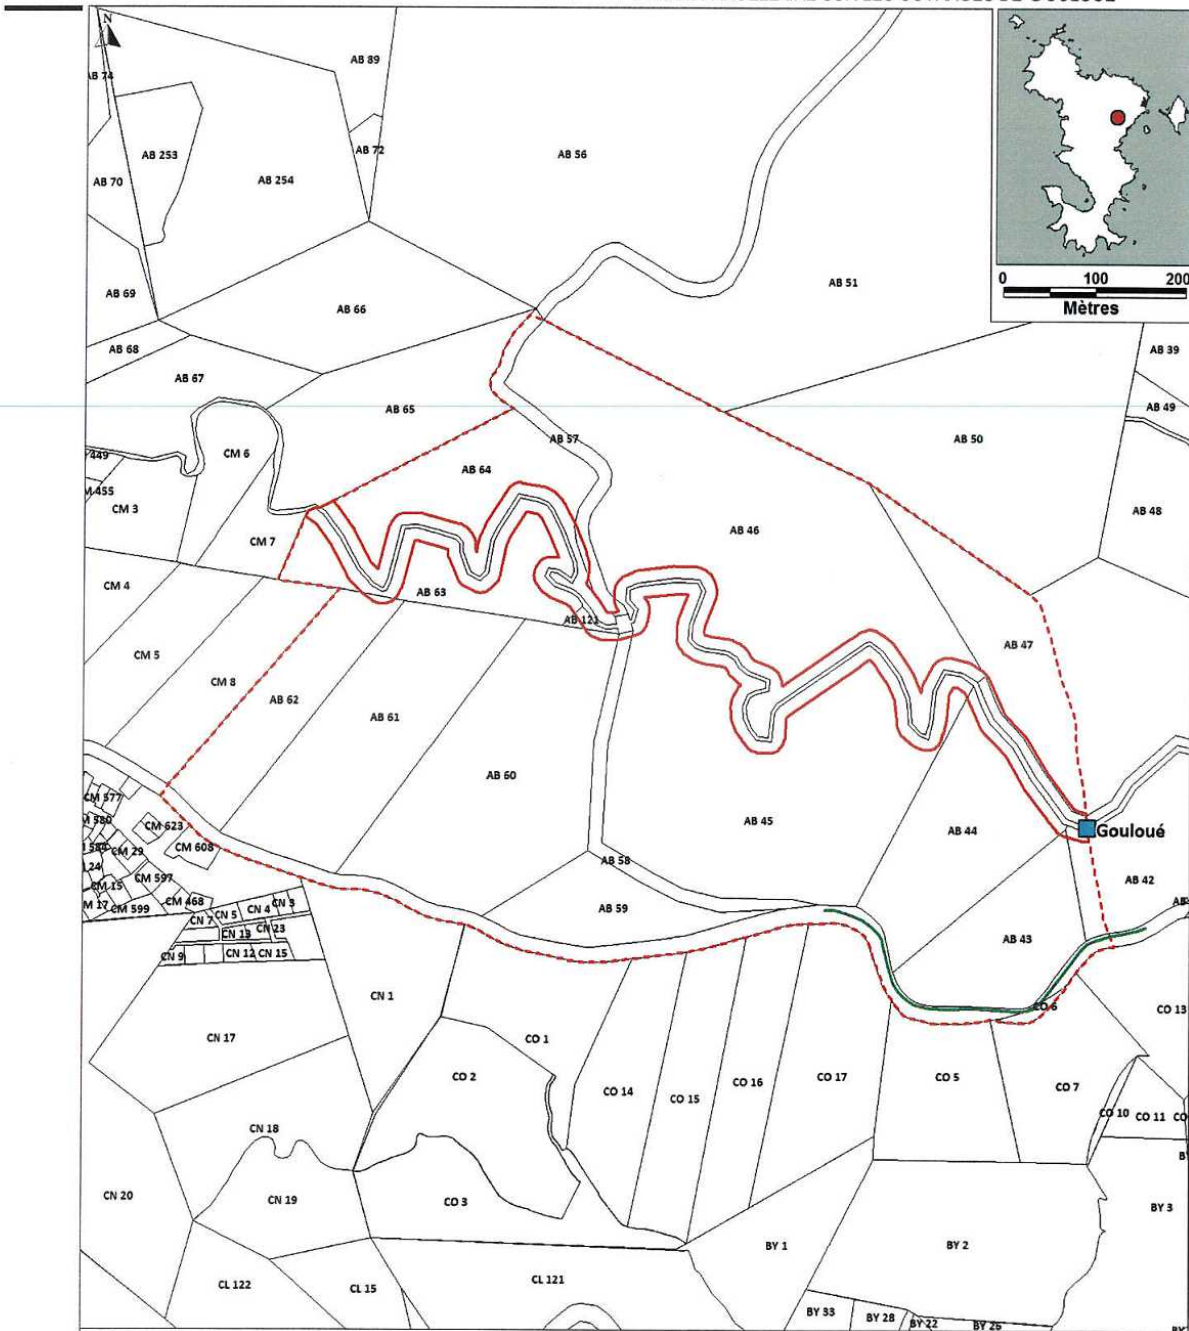 N
AB 89
AB 74
AB 72
AB 253
AB 56
AB 70
AB 254
0 100 200
Mètres
AB 69
AB 66
AB 51
AB 68
AB 39
AB 67
AB 65
AB 49
AB 57
AB 50
449
CM 6
AB 64
M 455
CM 3
AB 48
CM 7
AB 46
CM 4
AB 63
AB 121
AB 47
CM 5
CM 8
AB 62
AB 61
AB 60
CM 577
M 580
CM 623
AB 45
AB 44
Gouloué
584
CM 29
CM 608
24
AB 58
CM 15
CM 597
AB 42
M 17
CM 599
CM 468
CN 5
CN 4
CN 3
AB 59
CN 7
CN 13
CN 23
AB 43
CN 9
CN 12
CN 15
CN 1
CO 6
CO 13
CN 17
CO 1
CO 2
CO 14
CO 15
CO 16
CO 17
CO 5
CO 7
CO 10
CO 11
CO
CN 18
CN 20
CN 19
CO 3
BY 3
BY 1
BY 2
CL 122
CL 15
CL 121
BY 33
BY 28
BY 22
BY 26